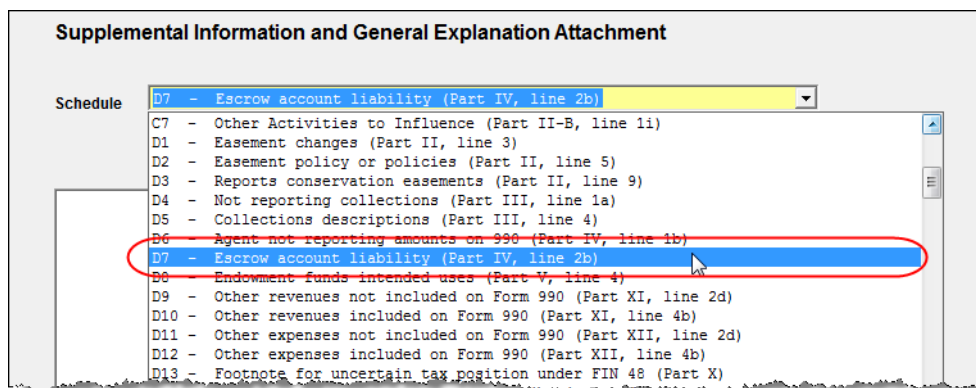 Supplemental Information and General Explanation Attachment
Schedule D7 - Escrow account liability (Part IV, line 2b)
C7 - Other Activities to Influence (Part II-B, line 1i)
D1 - Easement changes (Part II, line 3)
D2 - Easement policy or policies (Part II, line 5)
D3 - Reports conservation easements (Part II, line 9)
D4 - Not reporting collections (Part III, line 1a)
D5 - Collections descriptions (Part III, line 4)
D6 - Agent not reporting amounts on 990 (Part IV, line 1b)
D7 - Escrow account liability (Part IV, line 2b)
D8 - Endowment funds intended uses (Part V, line 4)
D9 - Other revenues not included on Form 990 (Part XI, line 2d)
D10 - Other revenues included on Form 990 (Part XI, line 4b)
D11 - Other expenses not included on Form 990 (Part XII, line 2d)
D12 - Other expenses included on Form 990 (Part XII, line 4b)
D13 - Footnote for uncertain tax position under FIN 48 (Part X)